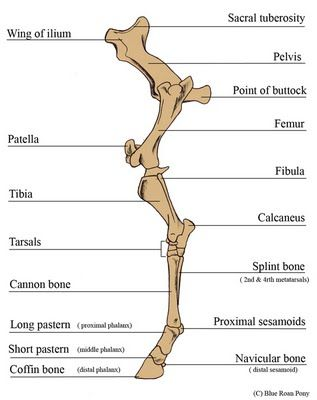 Sacral tuberosity
Wing of ilium
Pelvis
Point of buttock
Femur
Patella
Fibula
Tibia
Calcaneus
Tarsals
Splint bone
( 2nd & 4rth metatarsals)
Cannon bone
Long pastern ( proximal phalanx)
Proximal sesamoids
Short pastern (middle phalanx)
Navicular bone
( distal sesamoid)
Coffin bone (distal phalanx)
(C) Blue Roan Pony